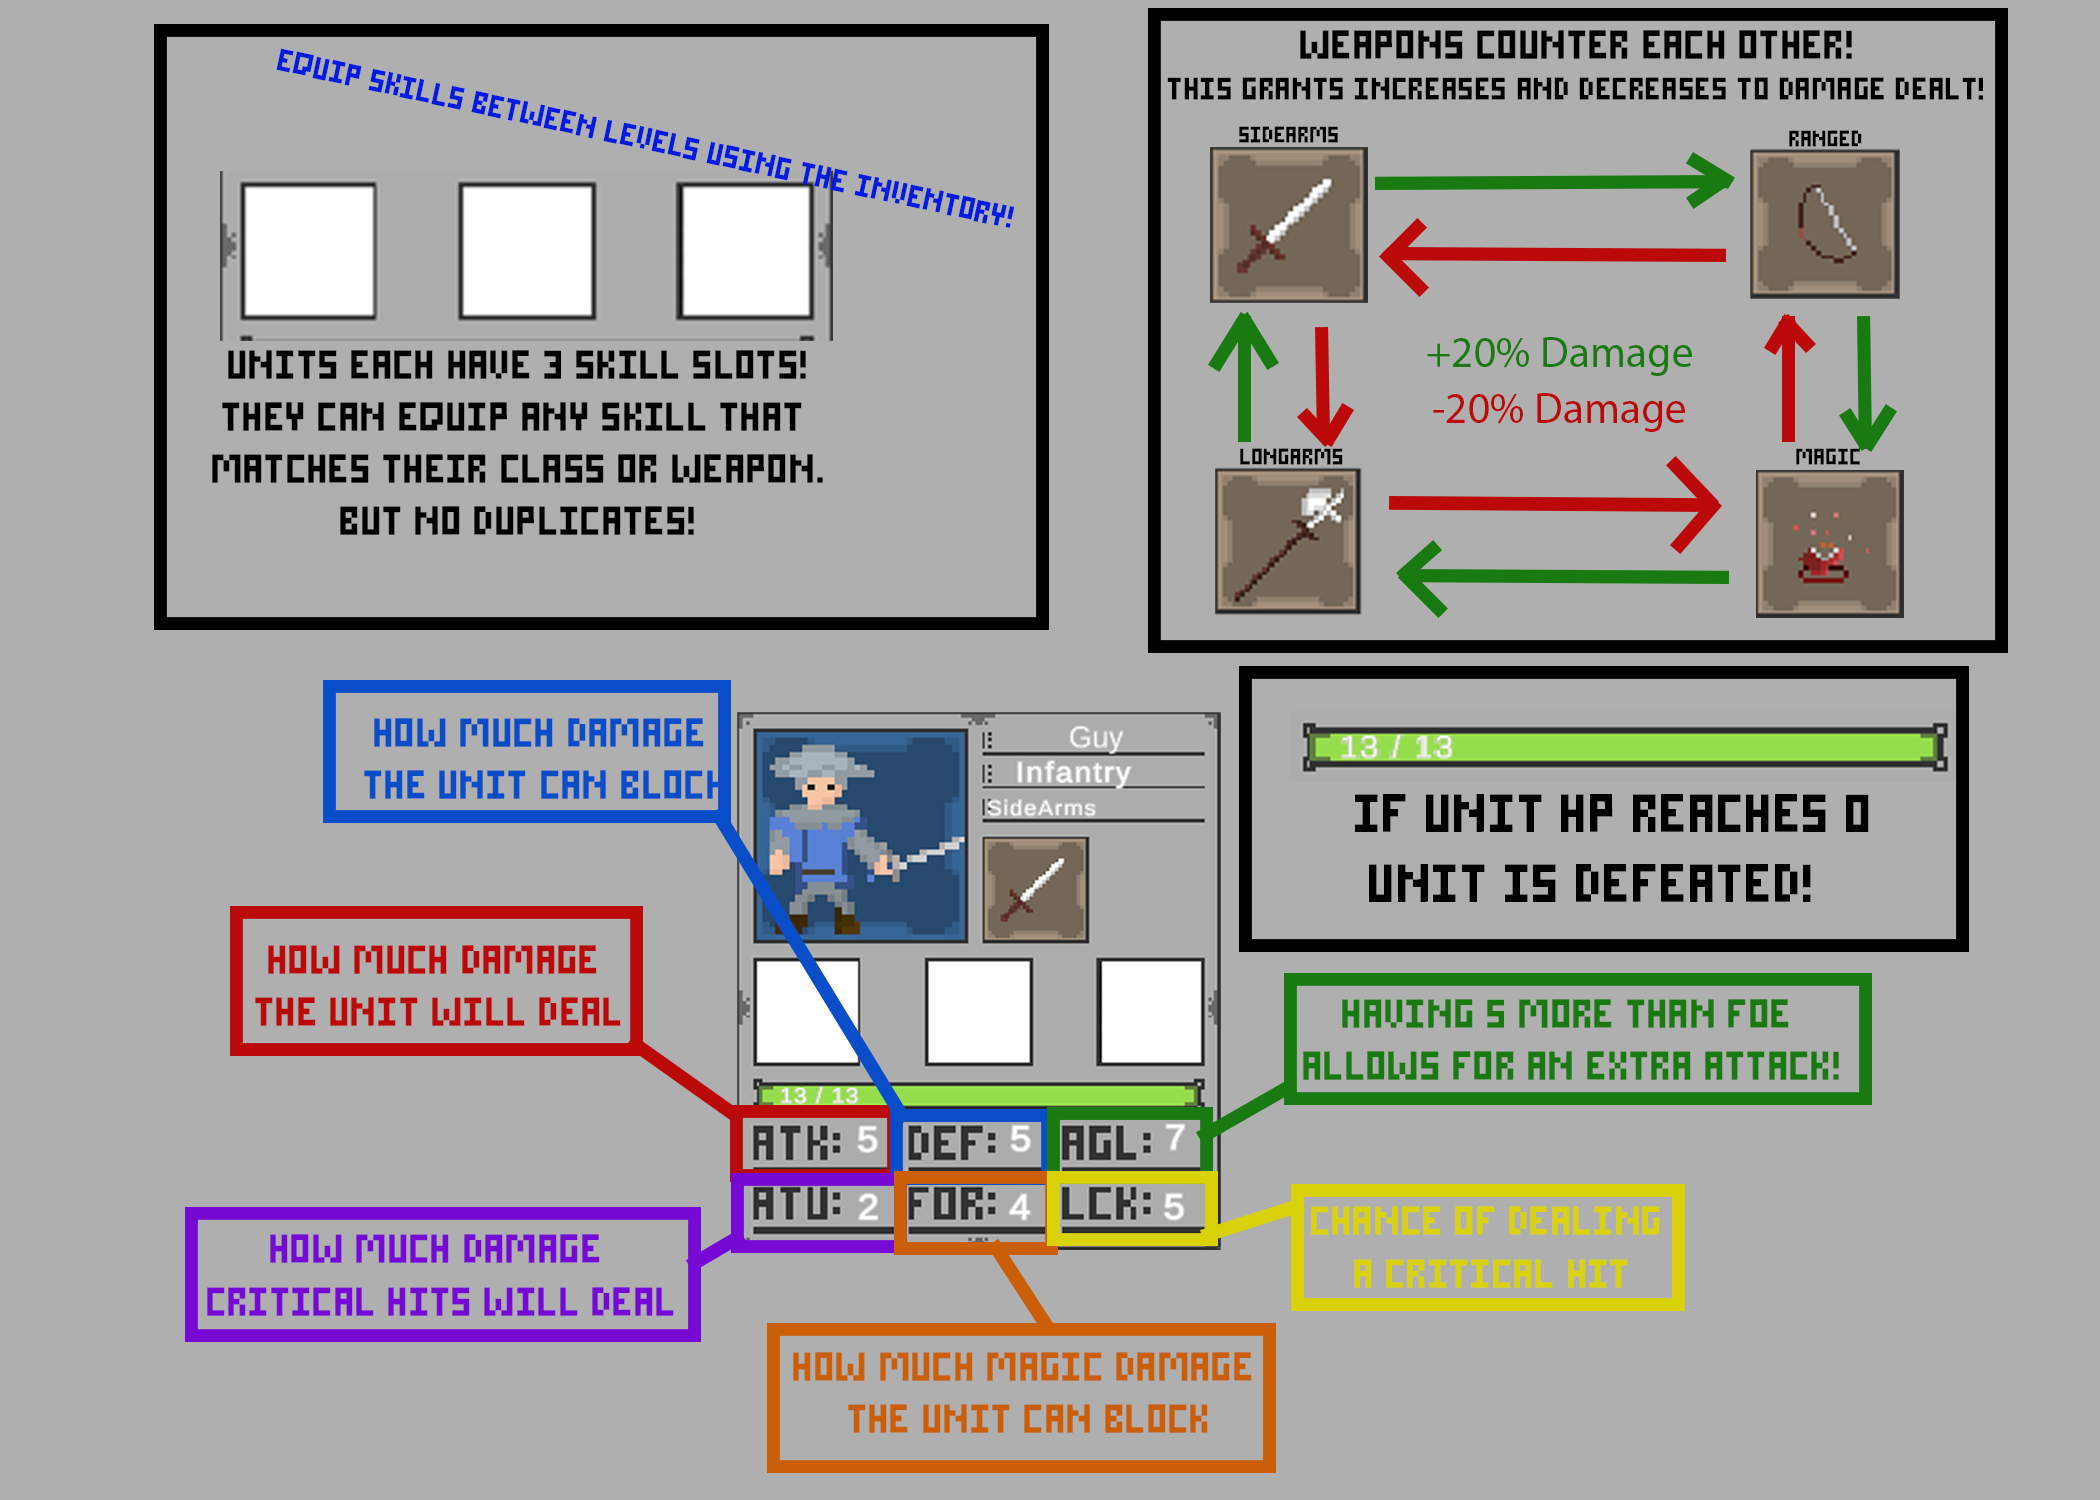 EQUIP SKILLS BETWEEN LEVELS USING THE INVENTORY!
UNITS EACH HAVE 3 SKILL SLOTS!
THEY CAN EQUIP ANY SKILL THAT
MATCHES THEIR CLASS OR WEAPON.
BUT NO DUPLICATES!
WEAPONS COUNTER EACH OTHER!
THIS GRANTS INCREASES AND DECREASES TO DAMAGE DEALT!
SIDEARMS
RANGED
+20% Damage
-20% Damage
LONGARMS
MAGIC
HOW MUCH DAMAGE
THE UNIT CAN BLOCK
Guy
Infantry
SideArms
13 / 13
IF UNIT HP REACHES 0
UNIT IS DEFEATED!
HOW MUCH DAMAGE
THE UNIT WILL DEAL
HAVING 5 MORE THAN FOE
ALLOWS FOR AN EXTRA ATTACK!
13 / 13
ATK: 5
DEF: 5
AGL: 7
ATU: 2
FOR: 4
LCK: 5
HOW MUCH DAMAGE
CRITICAL HITS WILL DEAL
CHANCE OF DEALING
A CRITICAL HIT
HOW MUCH MAGIC DAMAGE
THE UNIT CAN BLOCK